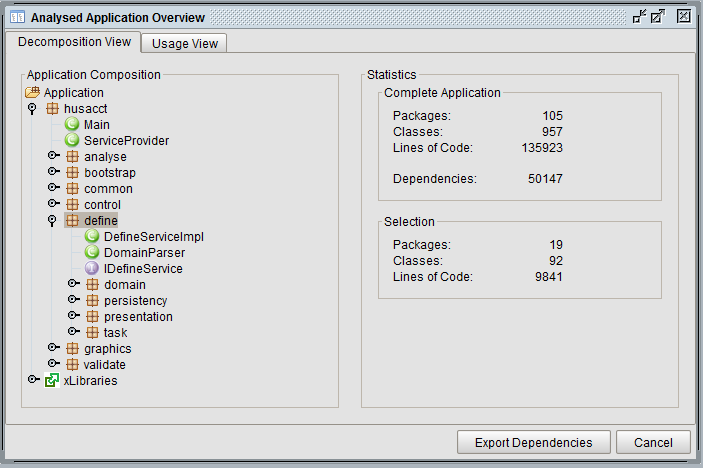 Analysed Application Overview
Decomposition View
Usage View
Application Composition
Application
husacct
C Main
C ServiceProvider
analyse
bootstrap
common
control
define
C DefineServiceImpl
C DomainParser
I IDefineService
domain
persistency
presentation
task
graphics
validate
xLibraries
Statistics
Complete Application
Packages: 105
Classes: 957
Lines of Code: 135923
Dependencies: 50147
Selection
Packages: 19
Classes: 92
Lines of Code: 9841
Export Dependencies
Cancel